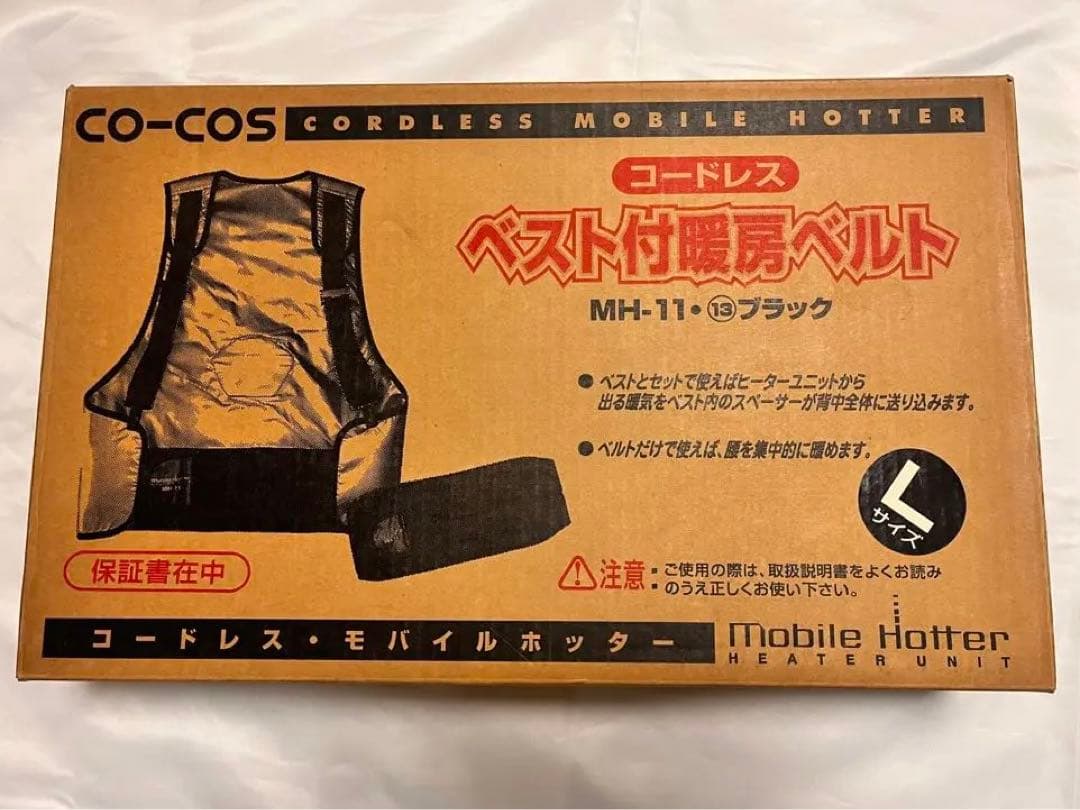 CO-COS CORDLESS MOBILE HOTTER
コードレス
ベスト付暖房ベルト
MH-11・⑬ブラック
● ベストとセットで使えばヒーターユニットから
出る暖気をベスト内のスペーサーが背中全体に送り込みます。
● ベルトだけで使えば、腰を集中的に暖めます。
L
サイズ
保証書在中
注意
ご使用の際は、取扱説明書をよくお読み
のうえ正しくお使い下さい。
コードレス・モバイルホッター
Mobile Hotter
HEATER UNIT